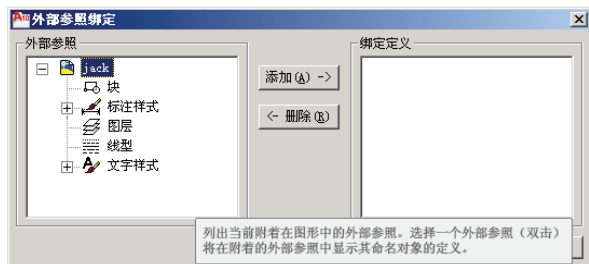 外部参照绑定
外部参照
绑定定义
jack
块
标注样式
图层
线型
文字样式
添加(A) ->
<- 删除(R)
列出当前附着在图形中的外部参照。选择一个外部参照（双击）
将在附着的外部参照中显示其命名对象的定义。